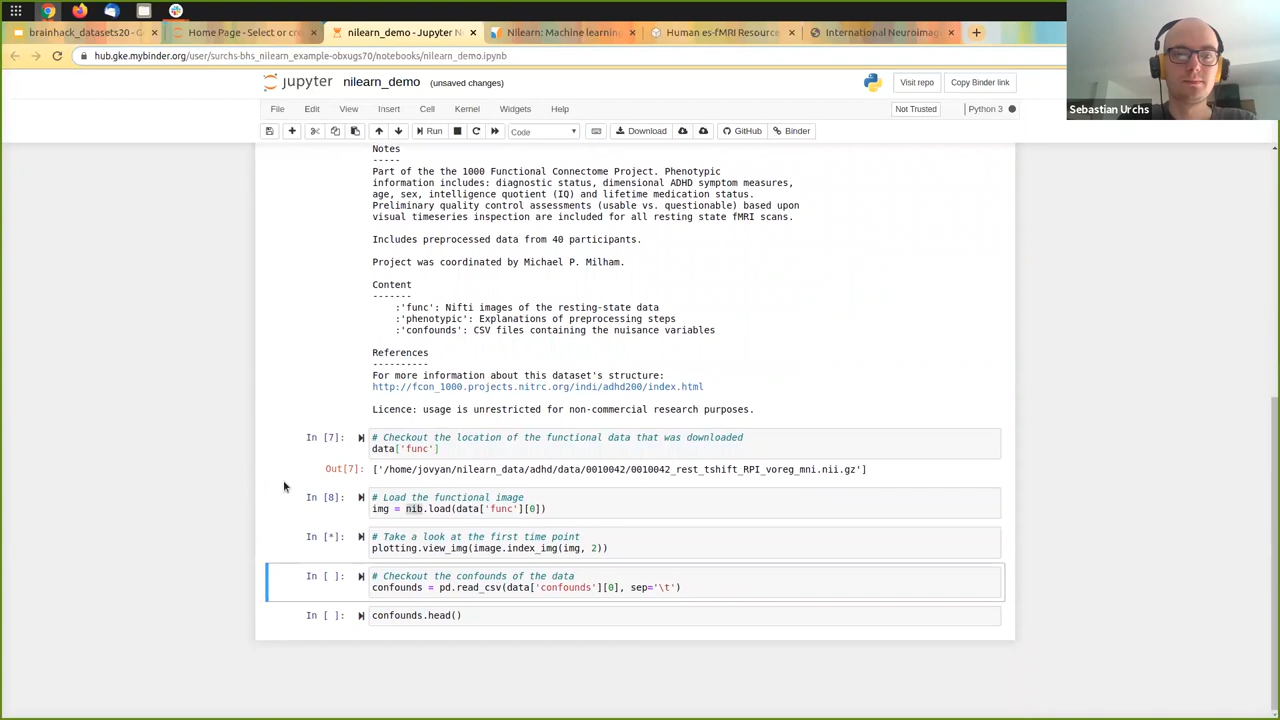 brainhack_datasets20 - G
Home Page - Select or cre
nilearn_demo - Jupyter N
Nilearn: Machine learning
Human es-fMRI Resource
International Neuroimag
hub.gke.mybinder.org/user/surchs-bhs_nilearn_example-obxugs70/notebooks/nilearn_demo.ipynb
jupyter nilearn_demo (unsaved changes)
Visit repo
Copy Binder link
File Edit View Insert Cell Kernel Widgets Help
Not Trusted
Python 3
Run
Code
Download
GitHub
Binder
Sebastian Urchs
Notes
-----
Part of the the 1000 Functional Connectome Project. Phenotypic
information includes: diagnostic status, dimensional ADHD symptom measures,
age, sex, intelligence quotient (IQ) and lifetime medication status.
Preliminary quality control assessments (usable vs. questionable) based upon
visual timeseries inspection are included for all resting state fMRI scans.
Includes preprocessed data from 40 participants.
Project was coordinated by Michael P. Milham.
Content
-------
:'func': Nifti images of the resting-state data
:'phenotypic': Explanations of preprocessing steps
:'confounds': CSV files containing the nuisance variables
References
----------
For more information about this dataset's structure:
http://fcon_1000.projects.nitrc.org/indi/adhd200/index.html
Licence: usage is unrestricted for non-commercial research purposes.
In [7]: # Checkout the location of the functional data that was downloaded
data['func']
Out[7]: ['/home/jovyan/nilearn_data/adhd/data/0010042/0010042_rest_tshift_RPI_voreg_mni.nii.gz']
In [8]: # Load the functional image
img = nib.load(data['func'][0])
In [*]: # Take a look at the first time point
plotting.view_img(image.index_img(img, 2))
In [ ]: # Checkout the confounds of the data
confounds = pd.read_csv(data['confounds'][0], sep='\t')
In [ ]: confounds.head()